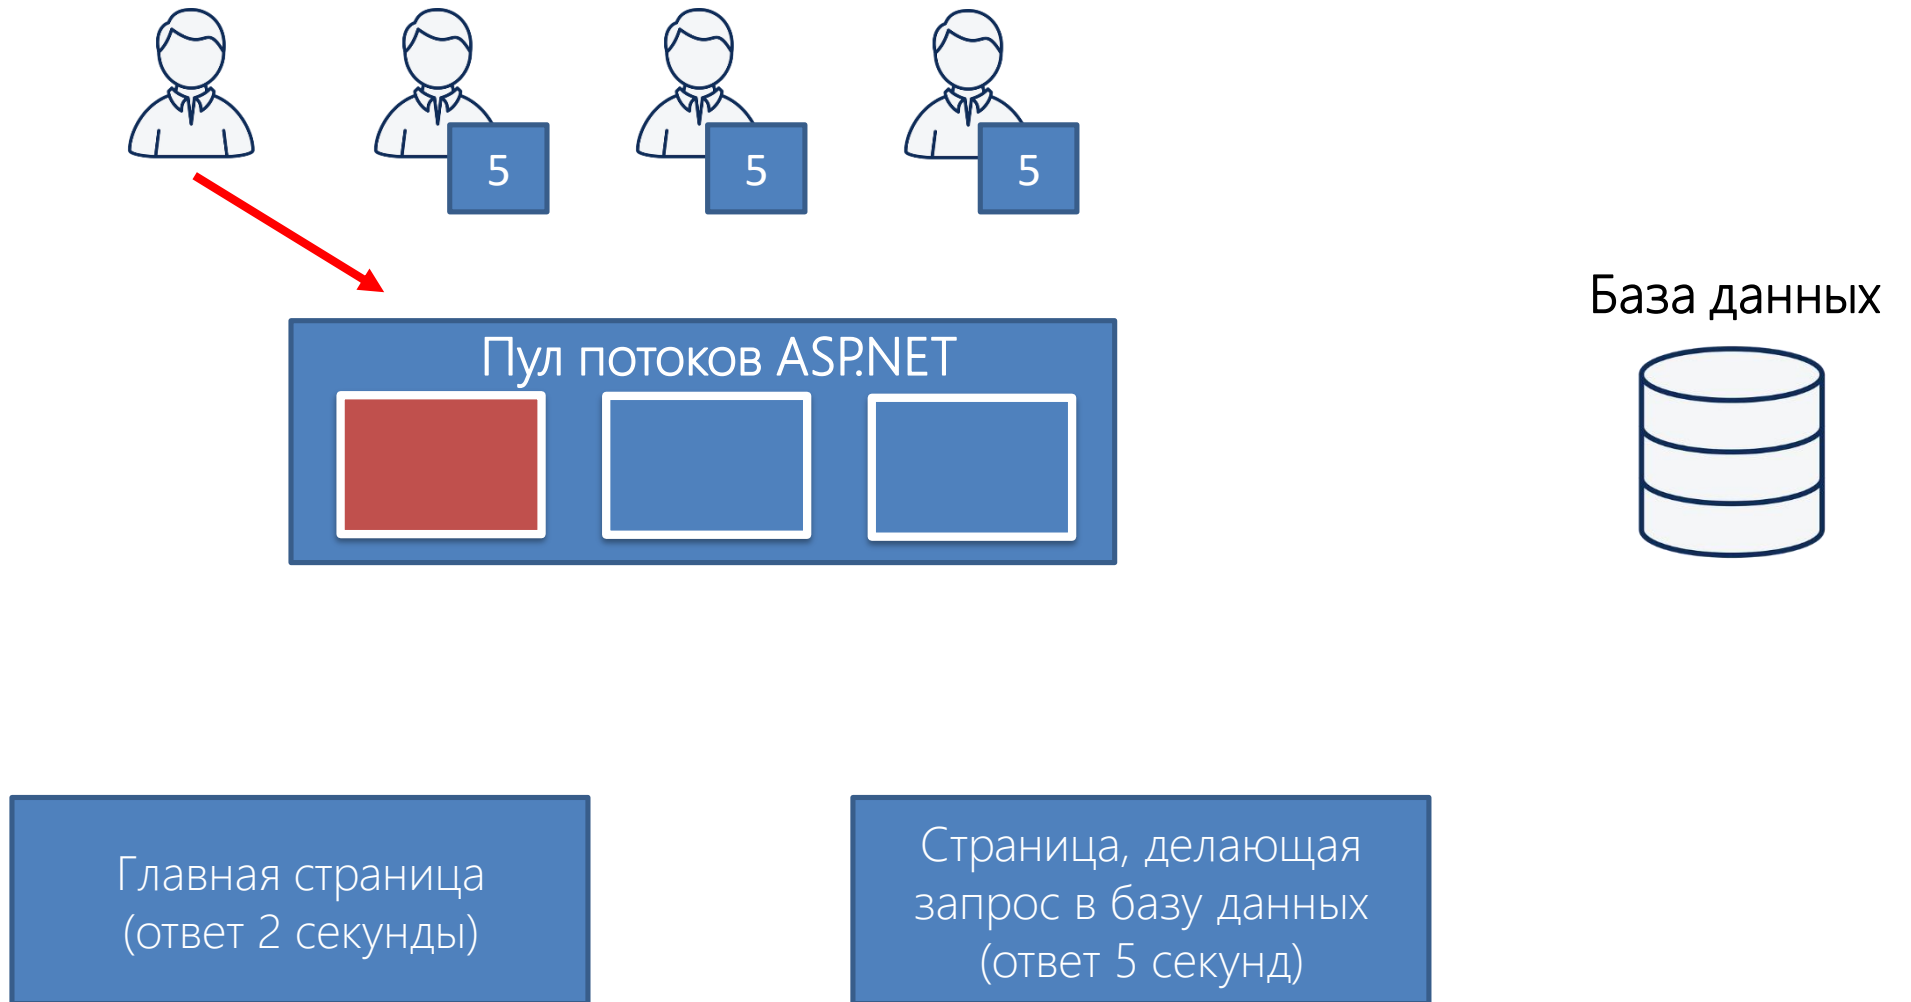 5
5
5
База данных
Пул потоков ASP.NET
Главная страница
(ответ 2 секунды)
Страница, делающая
запрос в базу данных
(ответ 5 секунд)